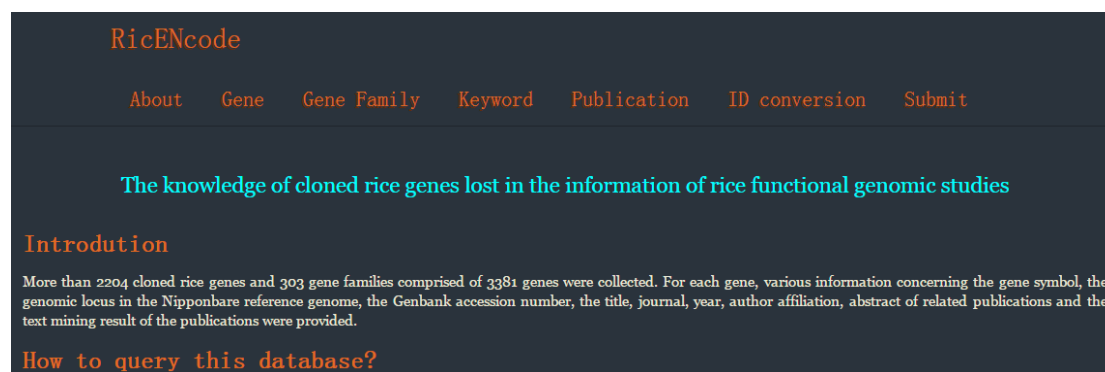 RicENcode
About Gene Gene Family Keyword Publication ID conversion Submit
The knowledge of cloned rice genes lost in the information of rice functional genomic studies
Introdution
More than 2204 cloned rice genes and 303 gene families comprised of 3381 genes were collected. For each gene, various information concerning the gene symbol, the
genomic locus in the Nipponbare reference genome, the Genbank accession number, the title, journal, year, author affiliation, abstract of related publications and the
text mining result of the publications were provided.
How to query this database?